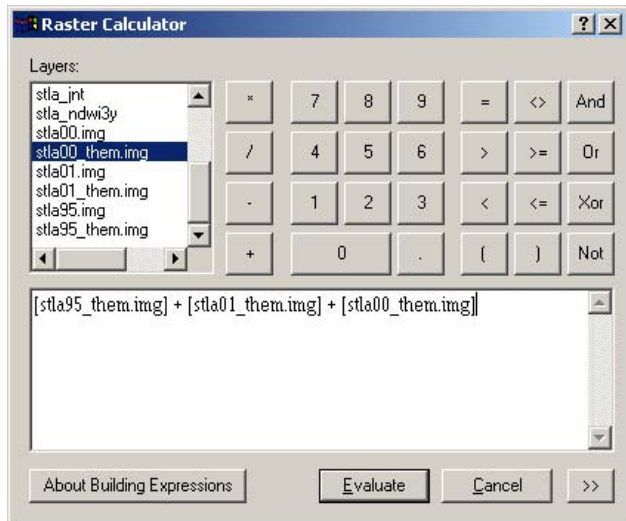 Raster Calculator
Layers:
stla_jnt
stla_ndwi3y
stla00.img
stla00_them.img
stla01.img
stla01_them.img
stla95.img
stla95_them.img
* 7 8 9 = <> And
/ 4 5 6 > >= Or
- 1 2 3 < <= Xor
+ 0 . ( ) Not
[stla95_them.img] + [stla01_them.img] + [stla00_them.img]
About Building Expressions Evaluate Cancel >>